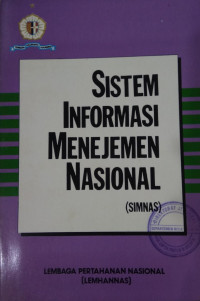 SISTEM
INFORMASI
MENEJEMEN
NASIONAL
(SIMNAS)
LEMBAGA PERTAHANAN NASIONAL
(LEMHANNAS)